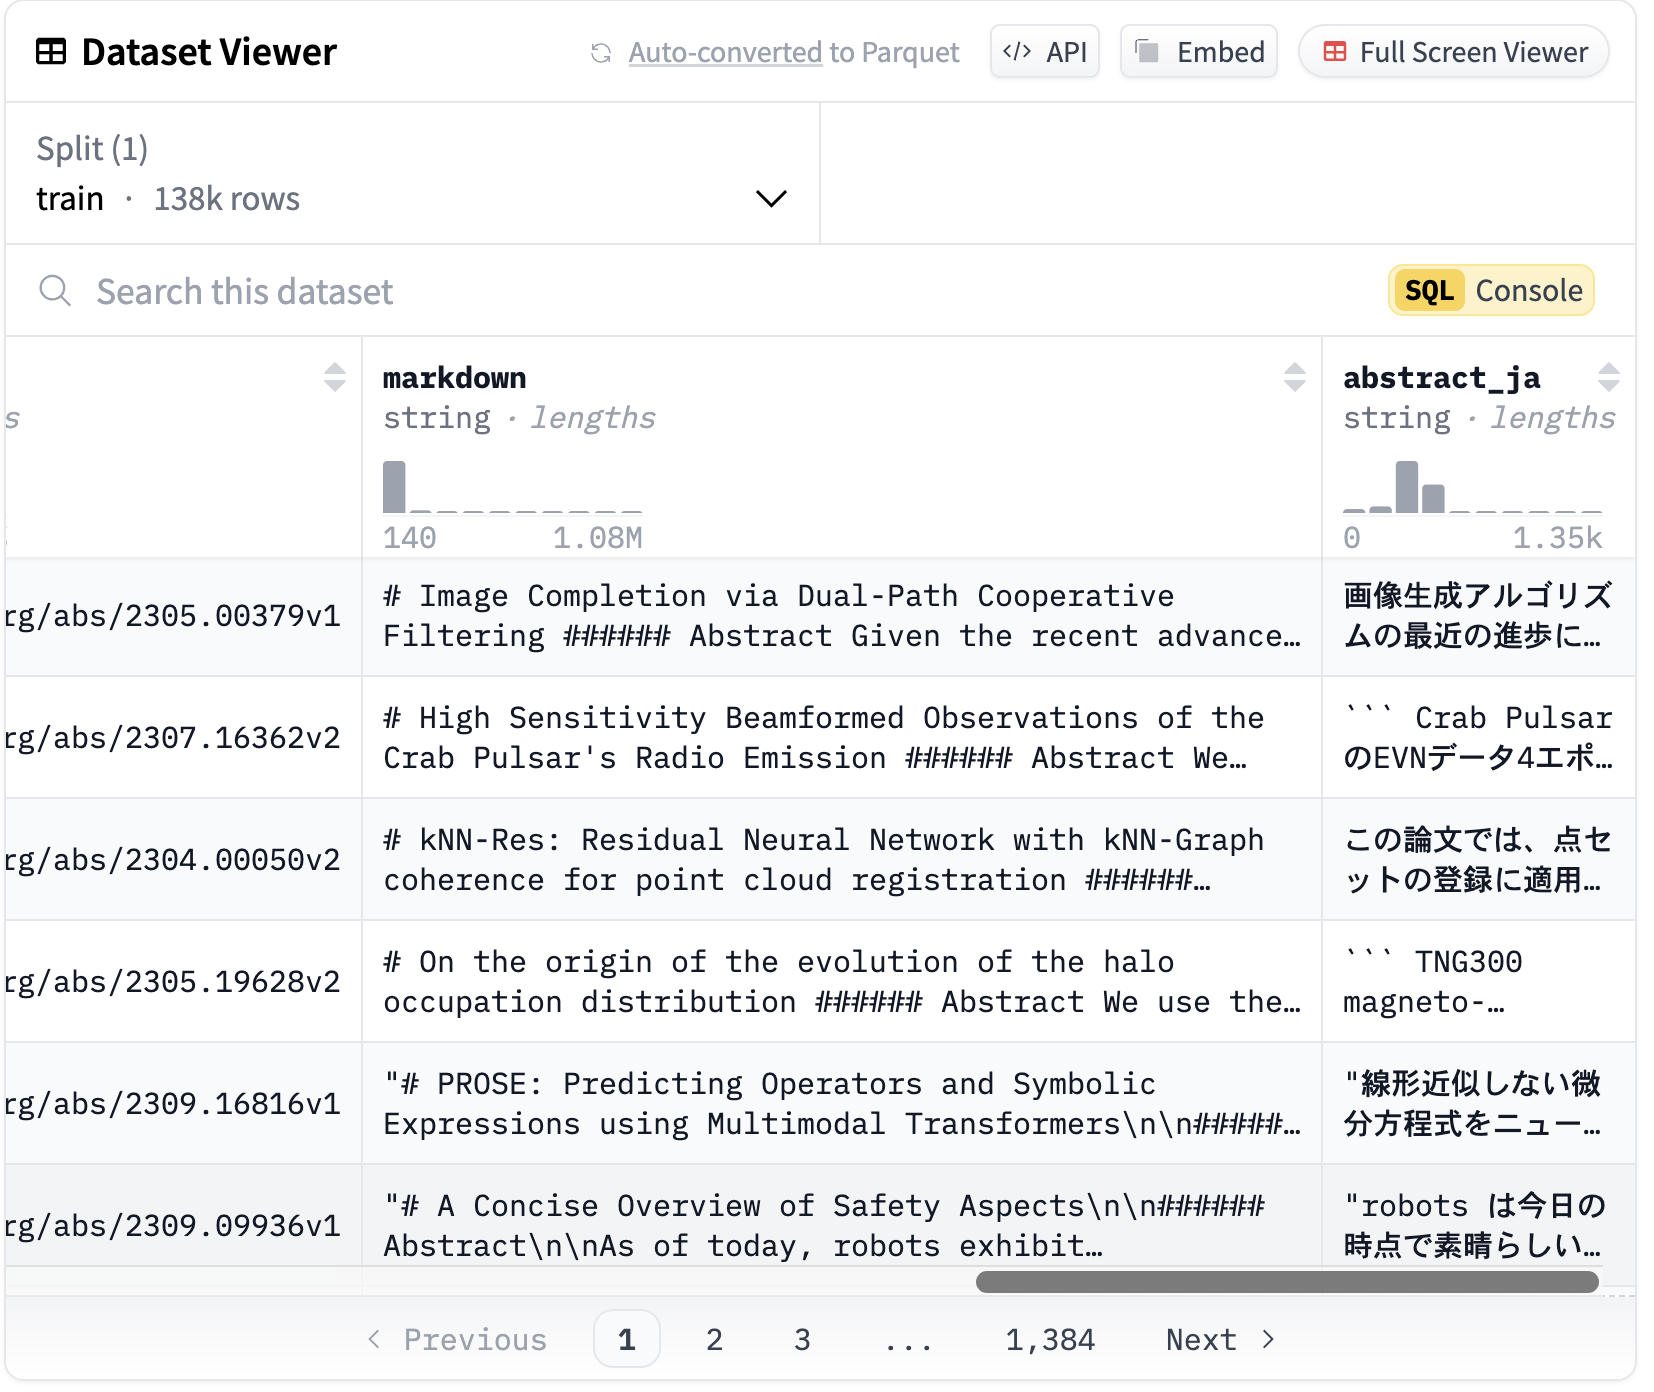 Dataset Viewer
Auto-converted to Parquet
</> API
Embed
Full Screen Viewer
Split (1)
train · 138k rows
Search this dataset
SQL Console
s
markdown
string · lengths
140 1.08M
abstract_ja
string · lengths
0 1.35k
rg/abs/2305.00379v1
# Image Completion via Dual-Path Cooperative
Filtering ###### Abstract Given the recent advance…
画像生成アルゴリズ
ムの最近の進歩に…
rg/abs/2307.16362v2
# High Sensitivity Beamformed Observations of the
Crab Pulsar's Radio Emission ###### Abstract We…
``` Crab Pulsar
のEVNデータ4エポ…
rg/abs/2304.00050v2
# kNN-Res: Residual Neural Network with kNN-Graph
coherence for point cloud registration ######…
この論文では、点セ
ットの登録に適用…
rg/abs/2305.19628v2
# On the origin of the evolution of the halo
occupation distribution ###### Abstract We use the…
``` TNG300
magneto-…
rg/abs/2309.16816v1
"# PROSE: Predicting Operators and Symbolic
Expressions using Multimodal Transformers\n\n#####…
"線形近似しない微
分方程式をニュー…
rg/abs/2309.09936v1
"# A Concise Overview of Safety Aspects\n\n######
Abstract\n\nAs of today, robots exhibit…
"robots は今日の
時点で素晴らしい…
< Previous 1 2 3 ... 1,384 Next >